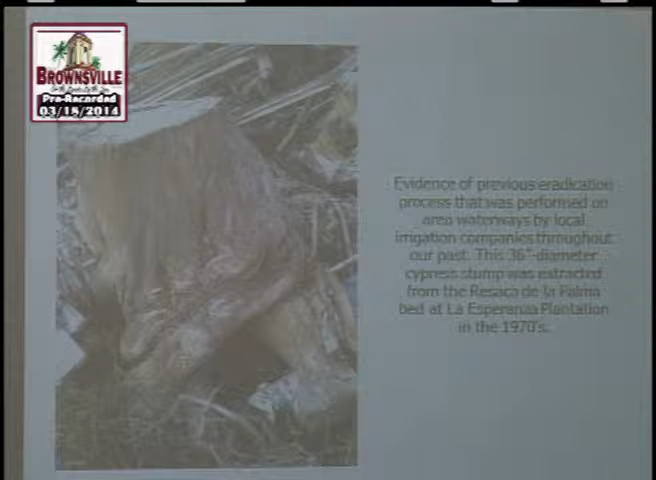 BROWNSVILLE
Pre-Recorded
03/18/2014
Evidence of previous eradication
process that was performed on
area waterways by local
irrigation companies throughout
our past. This 36"-diameter
cypress stump was extracted
from the Resaca de la Palma
bed at La Esperanza Plantation
in the 1970's.